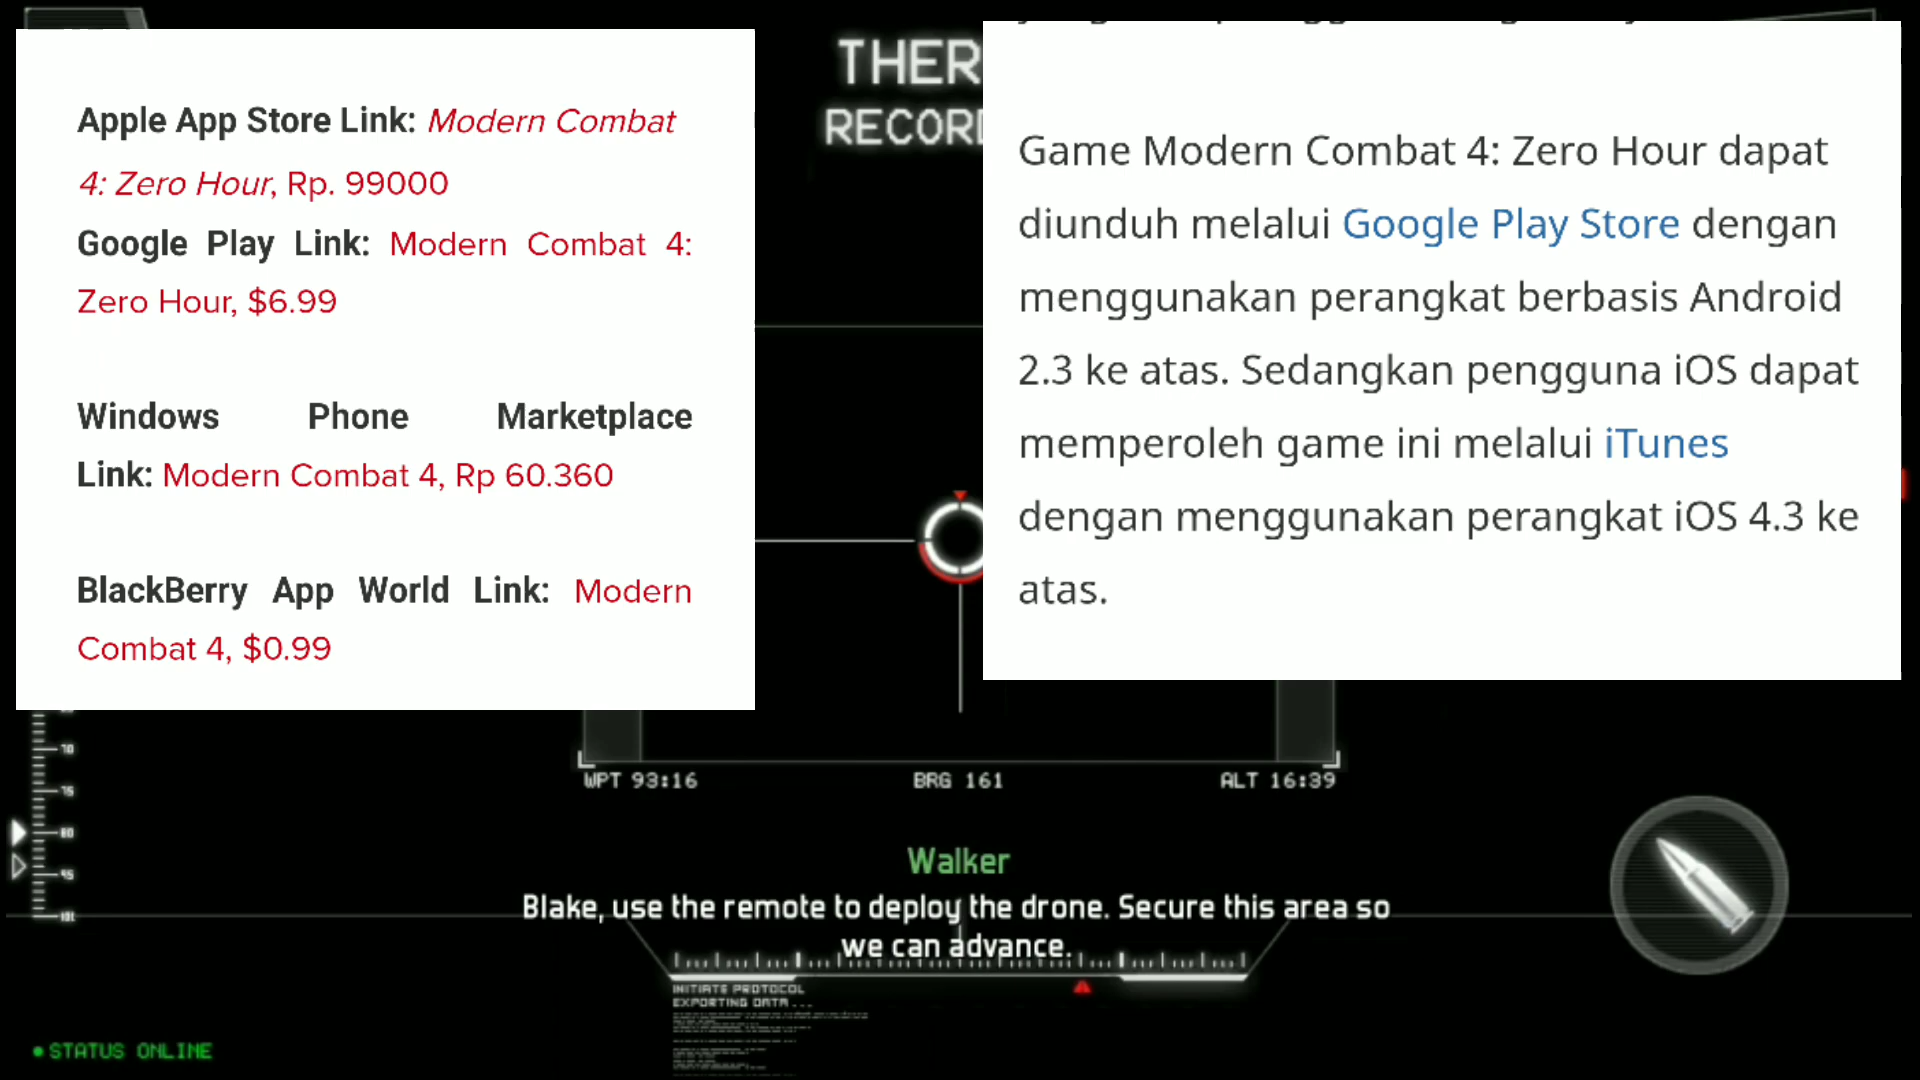 Apple App Store Link: Modern Combat
4: Zero Hour, Rp. 99000
Google Play Link: Modern Combat 4:
Zero Hour, $6.99
Windows Phone Marketplace
Link: Modern Combat 4, Rp 60.360
BlackBerry App World Link: Modern
Combat 4, $0.99
THER
RECORD
Game Modern Combat 4: Zero Hour dapat
diunduh melalui Google Play Store dengan
menggunakan perangkat berbasis Android
2.3 ke atas. Sedangkan pengguna iOS dapat
memperoleh game ini melalui iTunes
dengan menggunakan perangkat iOS 4.3 ke
atas.
WPT 93:16 BRG 161 ALT 16:39
Walker
Blake, use the remote to deploy the drone. Secure this area so
we can advance.
INITIATE PROTOCOL
EXPORTING DATA ...
STATUS ONLINE